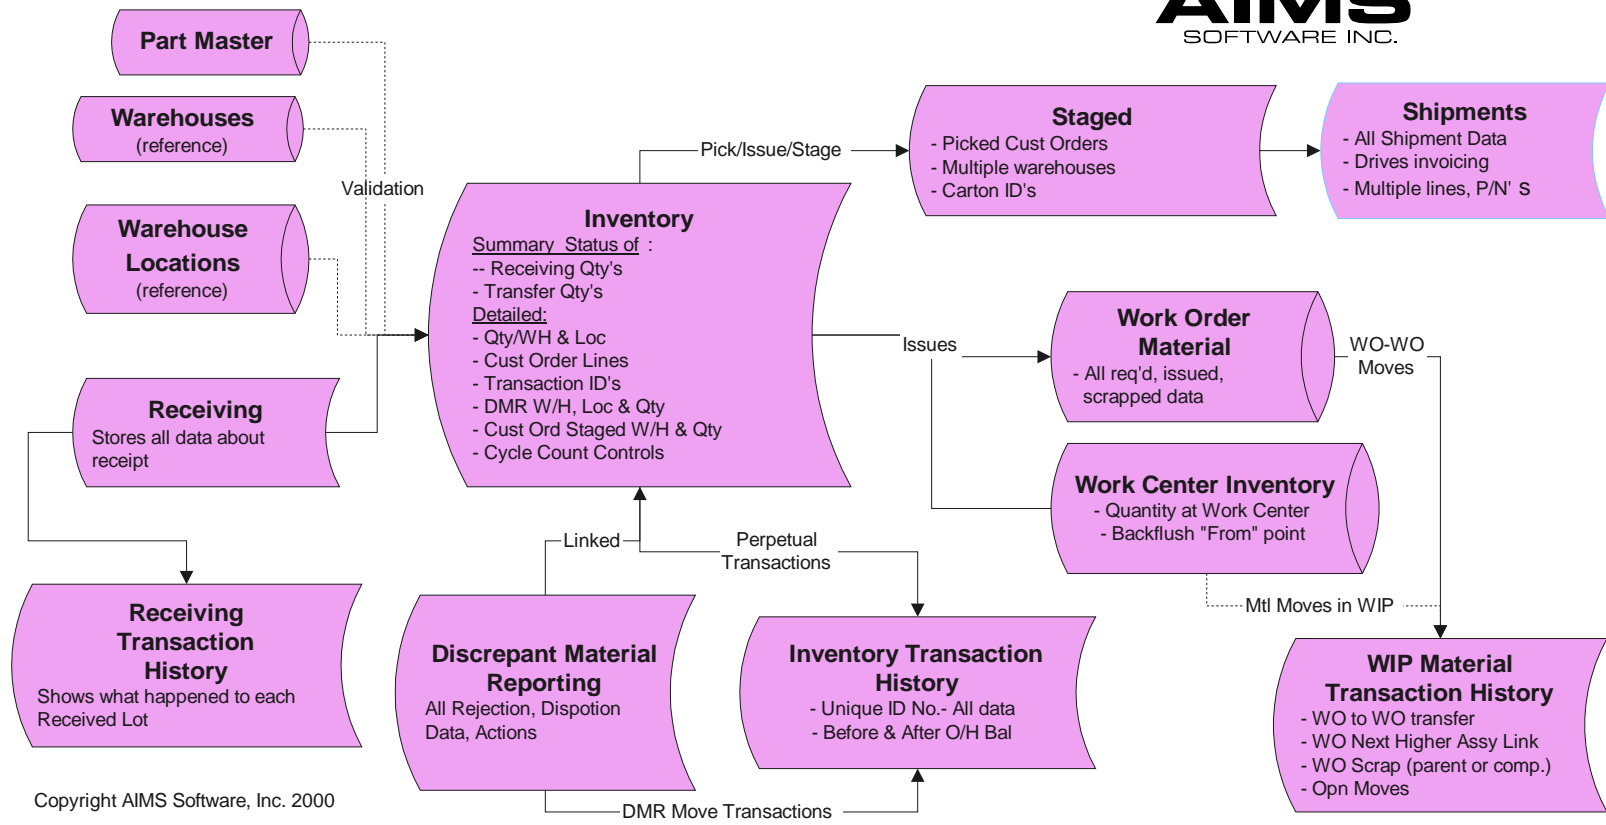 AIMS
SOFTWARE INC.
Part Master
Warehouses
(reference)
Validation
Warehouse
Locations
(reference)
Receiving
Stores all data about
receipt
Receiving
Transaction
History
Shows what happened to each
Received Lot
Copyright AIMS Software, Inc. 2000
Inventory
Summary Status of :
-- Receiving Qty's
- Transfer Qty's
Detailed:
- Qty/WH & Loc
- Cust Order Lines
- Transaction ID's
- DMR W/H, Loc & Qty
- Cust Ord Staged W/H & Qty
- Cycle Count Controls
Pick/Issue/Stage
Staged
- Picked Cust Orders
- Multiple warehouses
- Carton ID's
Shipments
- All Shipment Data
- Drives invoicing
- Multiple lines, P/N' s
Issues
Work Order
Material
- All req'd, issued,
scrapped data
WO-WO
Moves
Work Center Inventory
- Quantity at Work Center
- Backflush "From" point
Mtl Moves in WIP
Linked
Perpetual
Transactions
Discrepant Material
Reporting
All Rejection, Dispotion
Data, Actions
Inventory Transaction
History
- Unique ID No.- All data
- Before & After O/H Bal
DMR Move Transactions
WIP Material
Transaction History
- WO to WO transfer
- WO Next Higher Assy Link
- WO Scrap (parent or comp.)
- Opn Moves